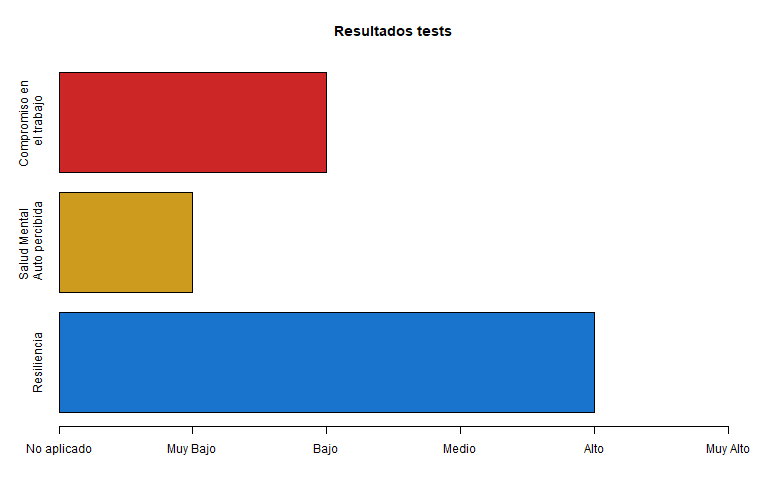 Resultados tests
Compromiso en
el trabajo
Salud Mental
Auto percibida
Resiliencia
No aplicado
Muy Bajo
Bajo
Medio
Alto
Muy Alto